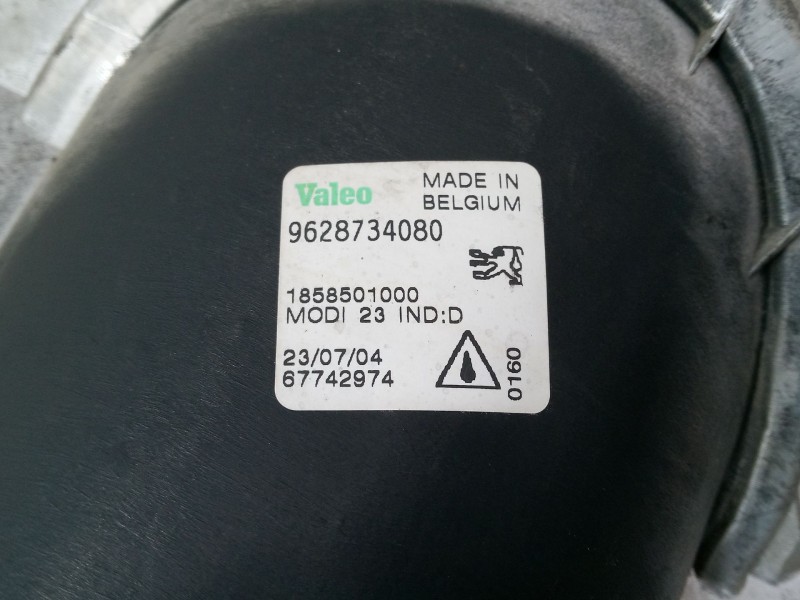 Valeo
MADE IN
BELGIUM
9628734080
1858501000
MODI 23 IND:D
23/07/04
67742974
0160